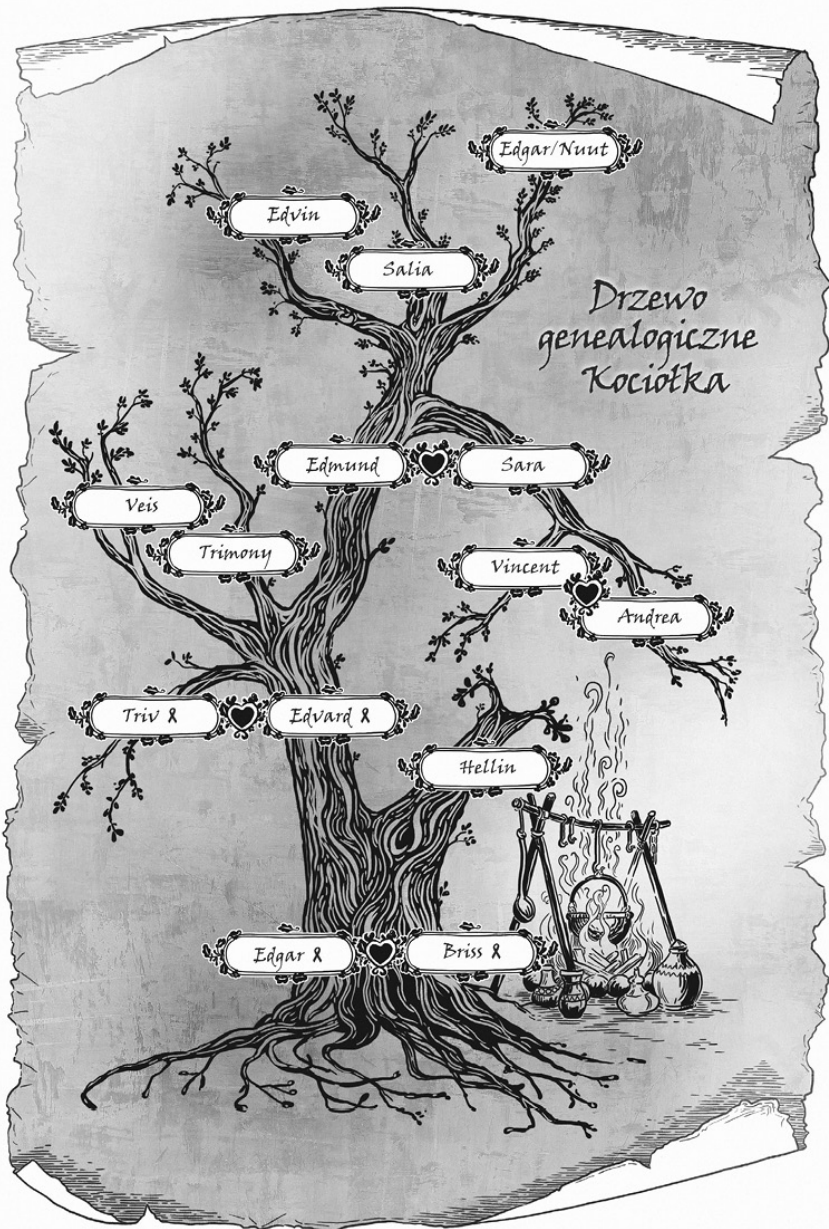 Edgar/Nuut
Edvin
Salia
Drzewo
genealogiczne
Kociołka
Edmund
Sara
Veis
Trimony
Vincent
Andrea
Triv
Edvard
Hellin
Edgar
Briss